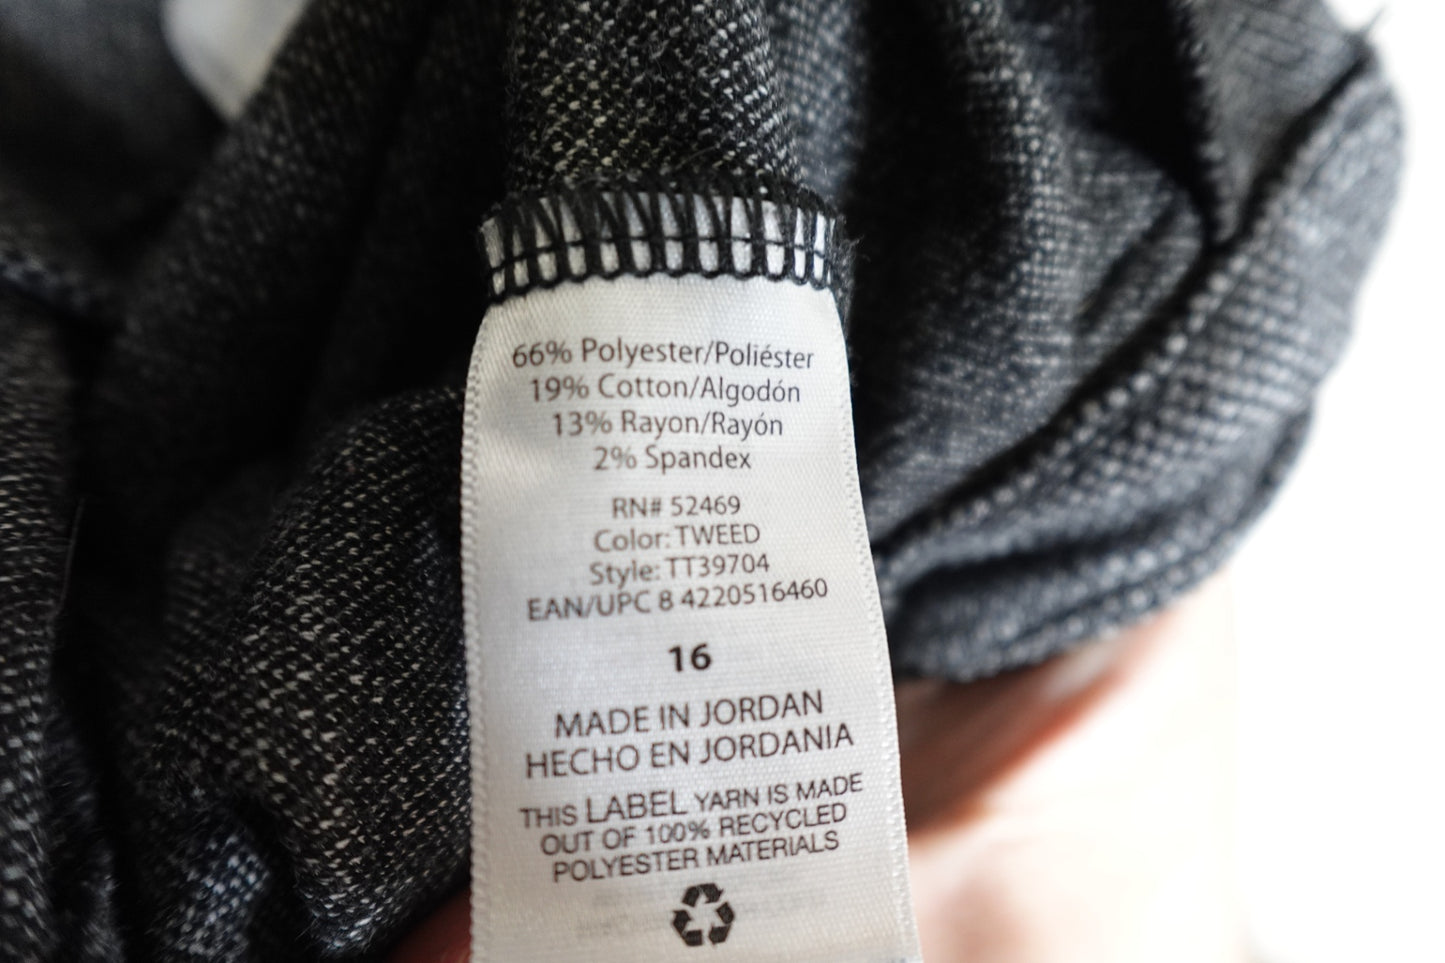 66% Polyester/Poliéster
19% Cotton/Algodón
13% Rayon/Rayón
2% Spandex
RN# 52469
Color: TWEED
Style: TT39704
EAN/UPC 8 4220516460
16
MADE IN JORDAN
HECHO EN JORDANIA
THIS LABEL YARN IS MADE
OUT OF 100% RECYCLED
POLYESTER MATERIALS